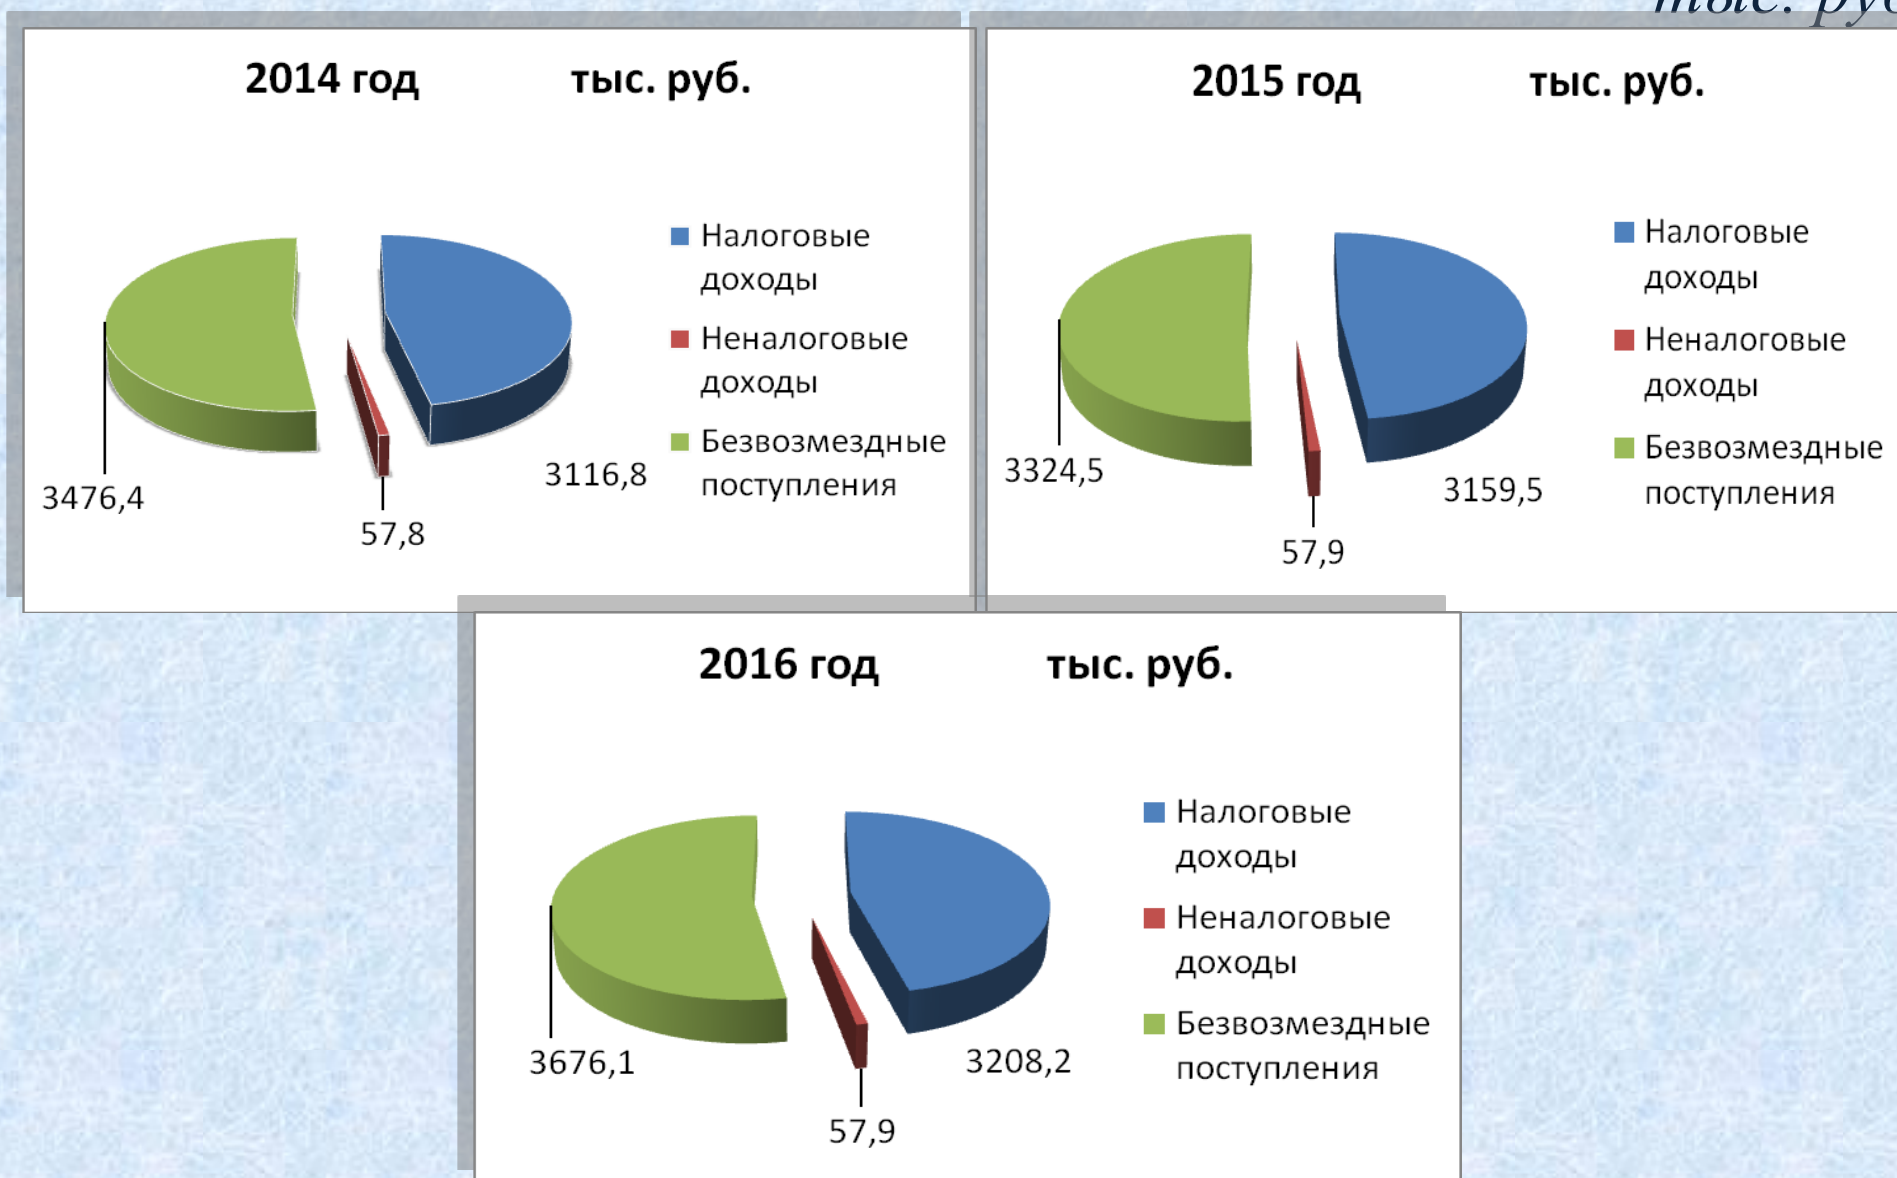 тыс. руб
2014 год тыс. руб.
Налоговые
доходы
Неналоговые
доходы
Безвозмездные
поступления
3476,4
57,8
3116,8
2015 год тыс. руб.
Налоговые
доходы
Неналоговые
доходы
Безвозмездные
поступления
3324,5
57,9
3159,5
2016 год тыс. руб.
Налоговые
доходы
Неналоговые
доходы
Безвозмездные
поступления
3676,1
57,9
3208,2